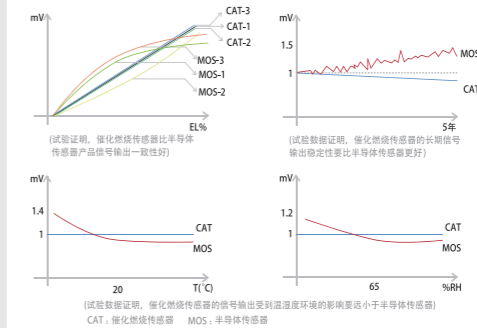 mV
CAT-3
CAT-1
CAT-2
MOS-3
MOS-1
MOS-2
EL%
(试验证明，催化燃烧传感器比半导体
传感器产品信号输出一致性好)
mV
1.5
1
MOS
CAT
5年
(试验数据证明，催化燃烧传感器的长期信号
输出稳定性要比半导体传感器更好)
mV
1.4
1
CAT
MOS
20
T(℃)
mV
1.2
1
CAT
MOS
65
%RH
(试验数据证明，催化燃烧传感器的信号输出受到温湿度环境的影响要远小于半导体传感器)
CAT：催化燃烧传感器 MOS：半导体传感器